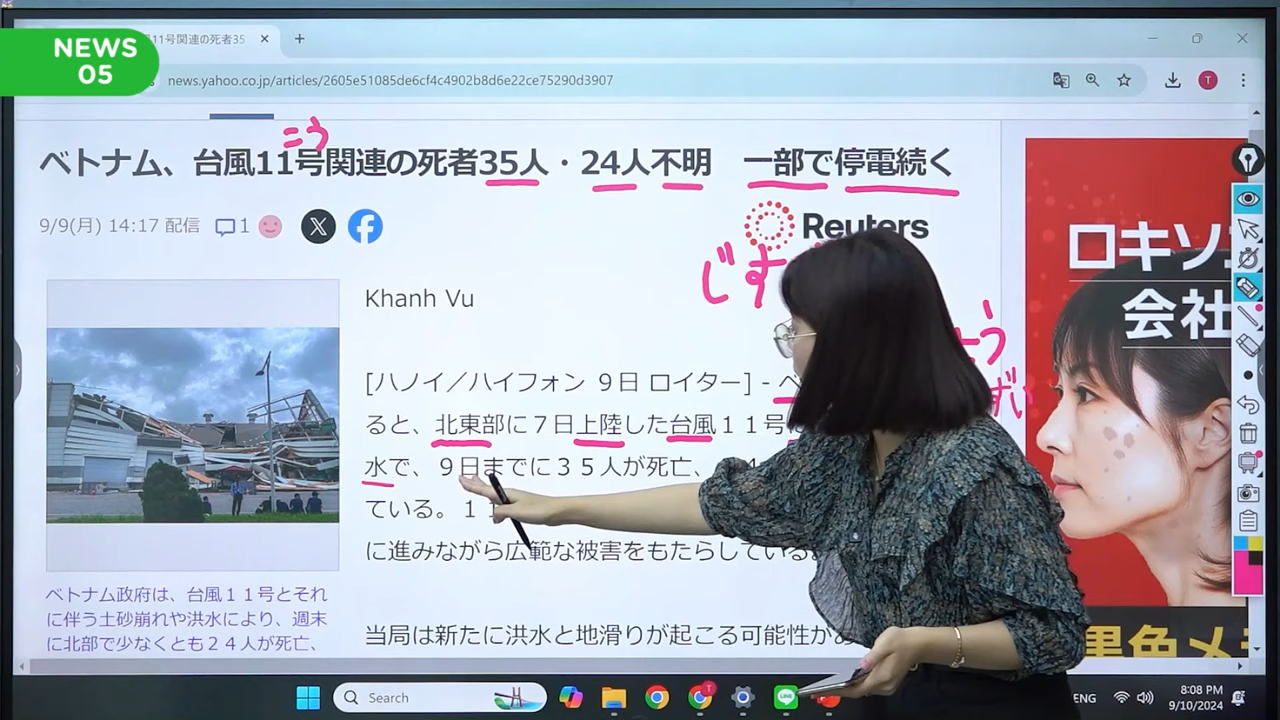 NEWS
05
11号関連の死者35
news.yahoo.co.jp/articles/2605e51085de6cf4c4902b8d6e22ce75290d3907
T
こう
ベトナム、台風11号関連の死者35人・24人不明 一部で停電続く
9/9(月) 14:17 配信
1
X
Reuters
じす
Khanh Vu
う
ずい
[ハノイ／ハイフォン ９日 ロイター] - ベ
ると、北東部に７日上陸した台風１１号
水で、９日までに３５人が死亡、
ている。１１
に進みながら広範な被害をもたらしている。
当局は新たに洪水と地滑りが起こる可能性があ
ベトナム政府は、台風１１号とそれ
に伴う土砂崩れや洪水により、週末
に北部で少なくとも２４人が死亡、
ロキソ
会社
黒色メラ
Search
T
LINE
ENG
8:08 PM
9/10/2024